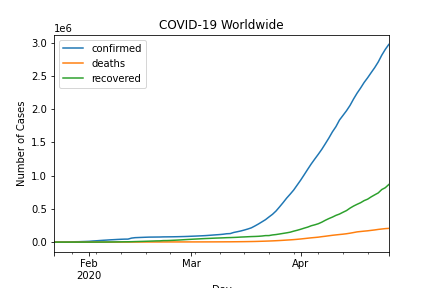 COVID-19 Worldwide
1e6
3.0
2.5
2.0
1.5
1.0
0.5
0.0
Number of Cases
confirmed
deaths
recovered
Feb
2020
Mar
Apr